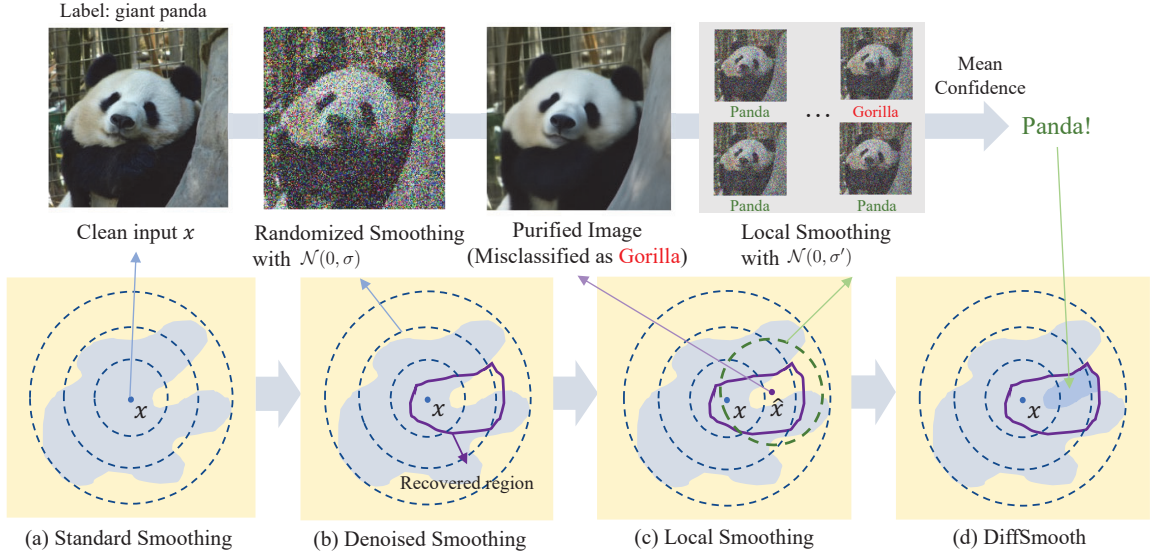 Label: giant panda
Panda
...
Gorilla
Panda
Panda
Mean
Confidence
Panda!
Clean input x
Randomized Smoothing
with 𝒩(0, σ)
Purified Image
(Misclassified as Gorilla)
Local Smoothing
with 𝒩(0, σ′)
x
x
Recovered region
x
x̂
x
(a) Standard Smoothing
(b) Denoised Smoothing
(c) Local Smoothing
(d) DiffSmooth